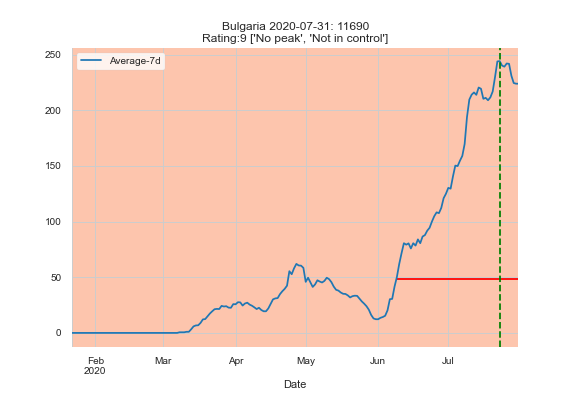 Bulgaria 2020-07-31: 11690
Rating:9 ['No peak', 'Not in control']
Average-7d
250
200
150
100
50
0
Feb
2020
Mar
Apr
May
Jun
Jul
Date